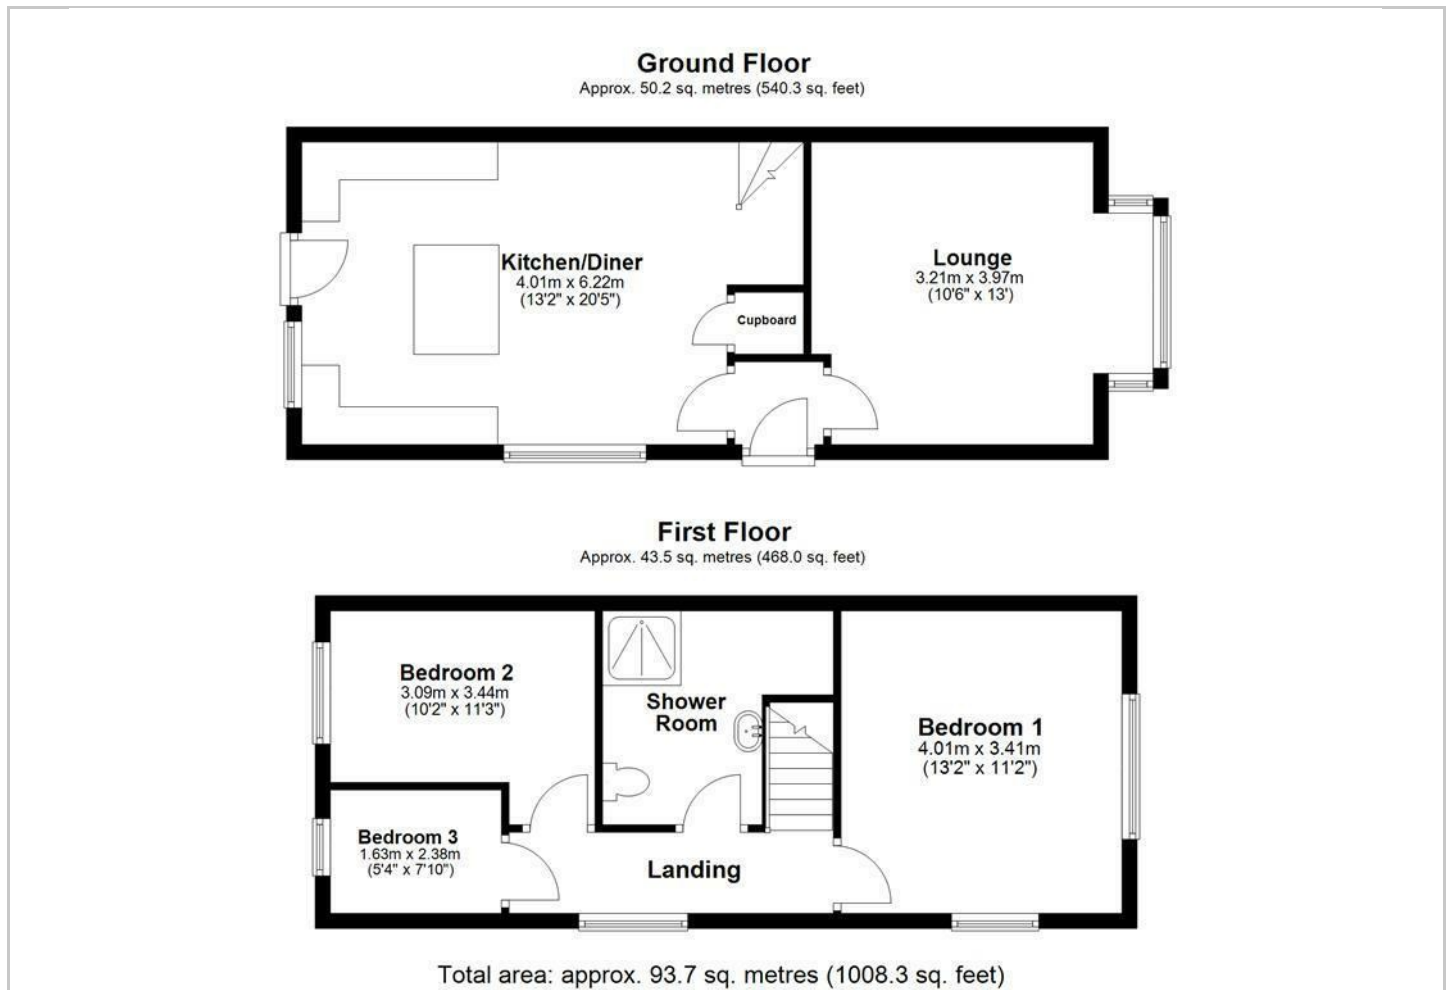 Ground Floor
Approx. 50.2 sq. metres (540.3 sq. feet)
Kitchen/Diner
4.01m x 6.22m
(13'2" x 20'5")
Lounge
3.21m x 3.97m
(10'6" x 13')
Cupboard
First Floor
Approx. 43.5 sq. metres (468.0 sq. feet)
Bedroom 2
3.09m x 3.44m
(10'2" x 11'3")
Shower
Room
Bedroom 1
4.01m x 3.41m
(13'2" x 11'2")
Bedroom 3
1.63m x 2.38m
(5'4" x 7'10")
Landing
Total area: approx. 93.7 sq. metres (1008.3 sq. feet)